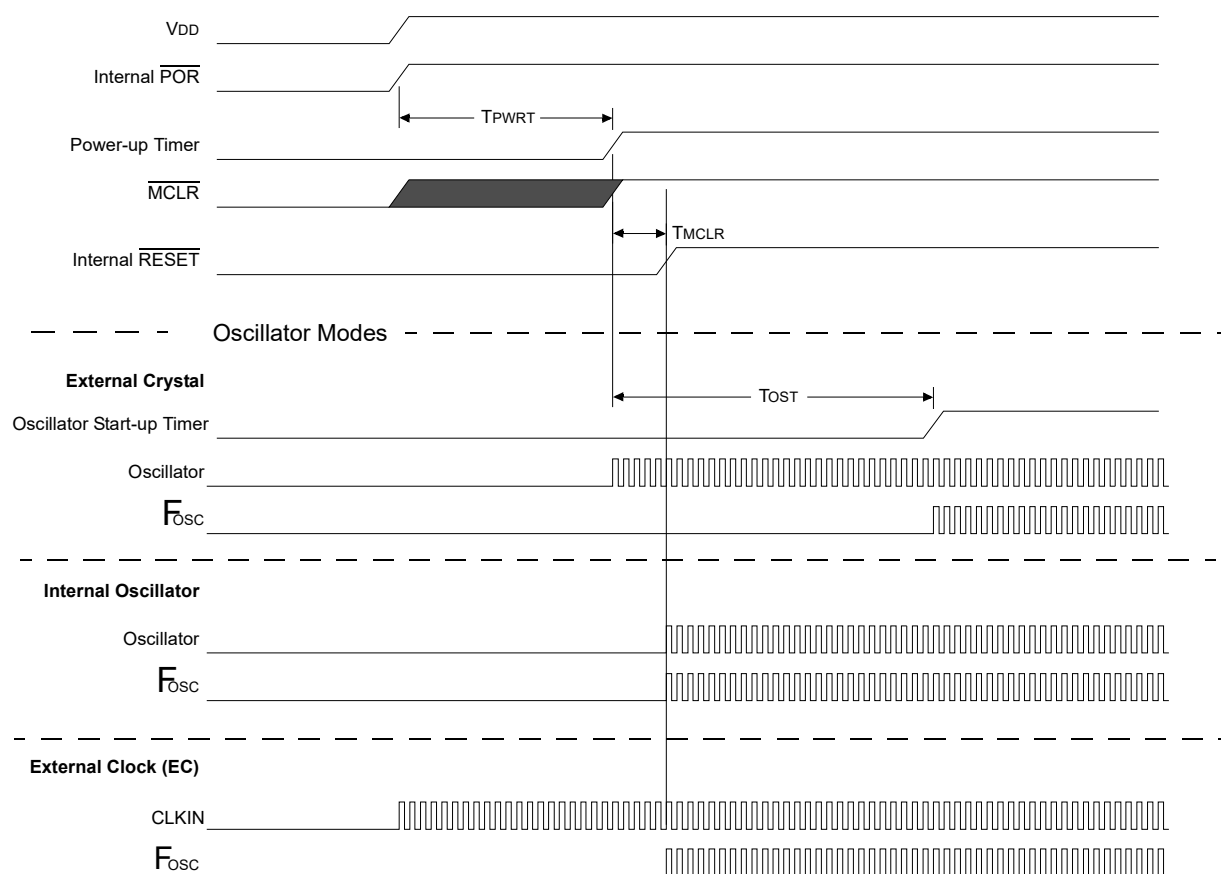 VDD
Internal POR
TPWRT
Power-up Timer
MCLR
TMCLR
Internal RESET
Oscillator Modes
External Crystal
TOST
Oscillator Start-up Timer
Oscillator
FOSC
Internal Oscillator
Oscillator
FOSC
External Clock (EC)
CLKIN
FOSC